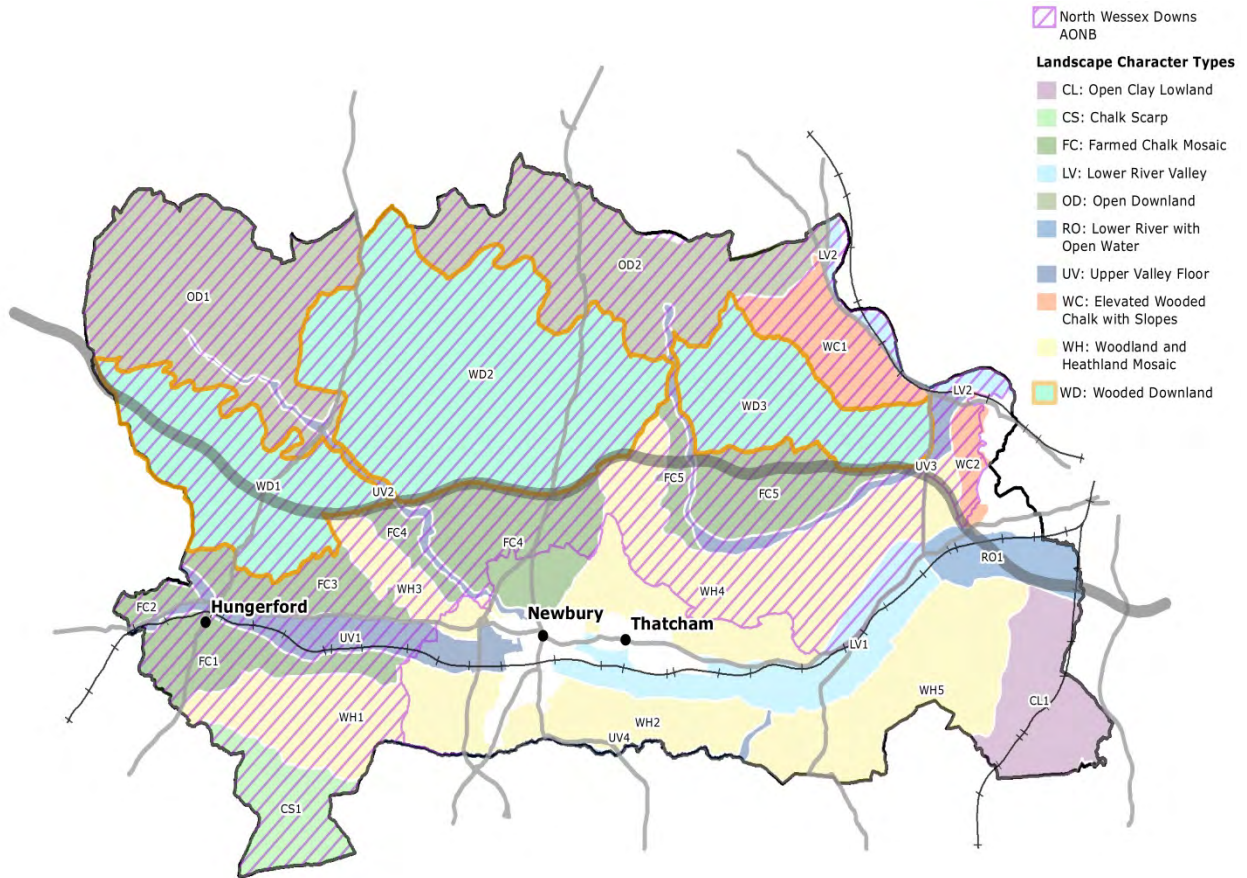 North Wessex Downs
AONB
Landscape Character Types
CL: Open Clay Lowland
CS: Chalk Scarp
FC: Farmed Chalk Mosaic
LV: Lower River Valley
OD: Open Downland
RO: Lower River with
Open Water
UV: Upper Valley Floor
WC: Elevated Wooded
Chalk with Slopes
WH: Woodland and
Heathland Mosaic
WD: Wooded Downland
LV2
OD2
OD1
WC1
WD2
LV2
WD3
WC2
UV3
FC5
WD1
UV2
FC5
FC4
FC4
RO1
FC3
WH3
WH4
FC2
Hungerford
Newbury
Thatcham
UV1
LV1
FC1
WH5
CL1
WH1
WH2
UV4
CS1